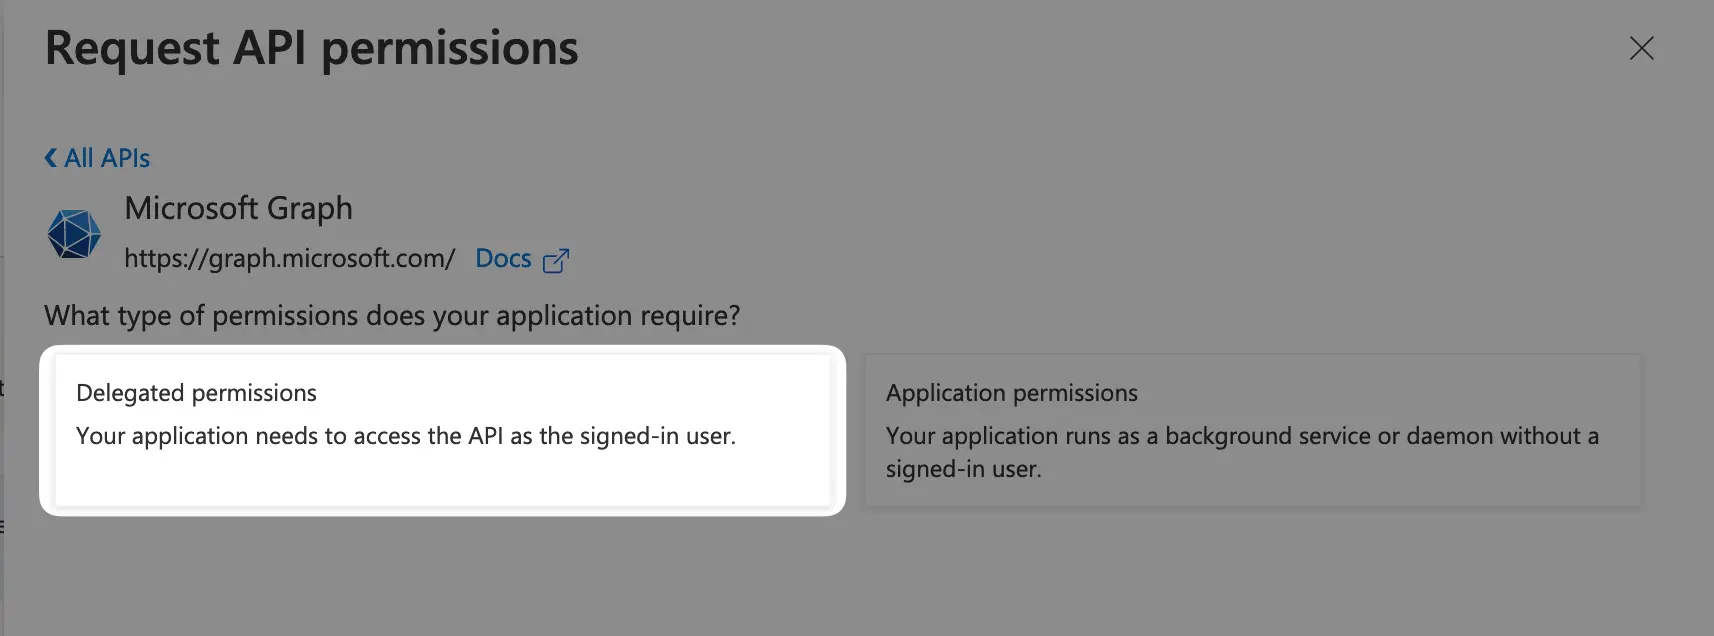 Request API permissions
All APIs
Microsoft Graph
https://graph.microsoft.com/ Docs
What type of permissions does your application require?
Delegated permissions
Your application needs to access the API as the signed-in user.
Application permissions
Your application runs as a background service or daemon without a
signed-in user.